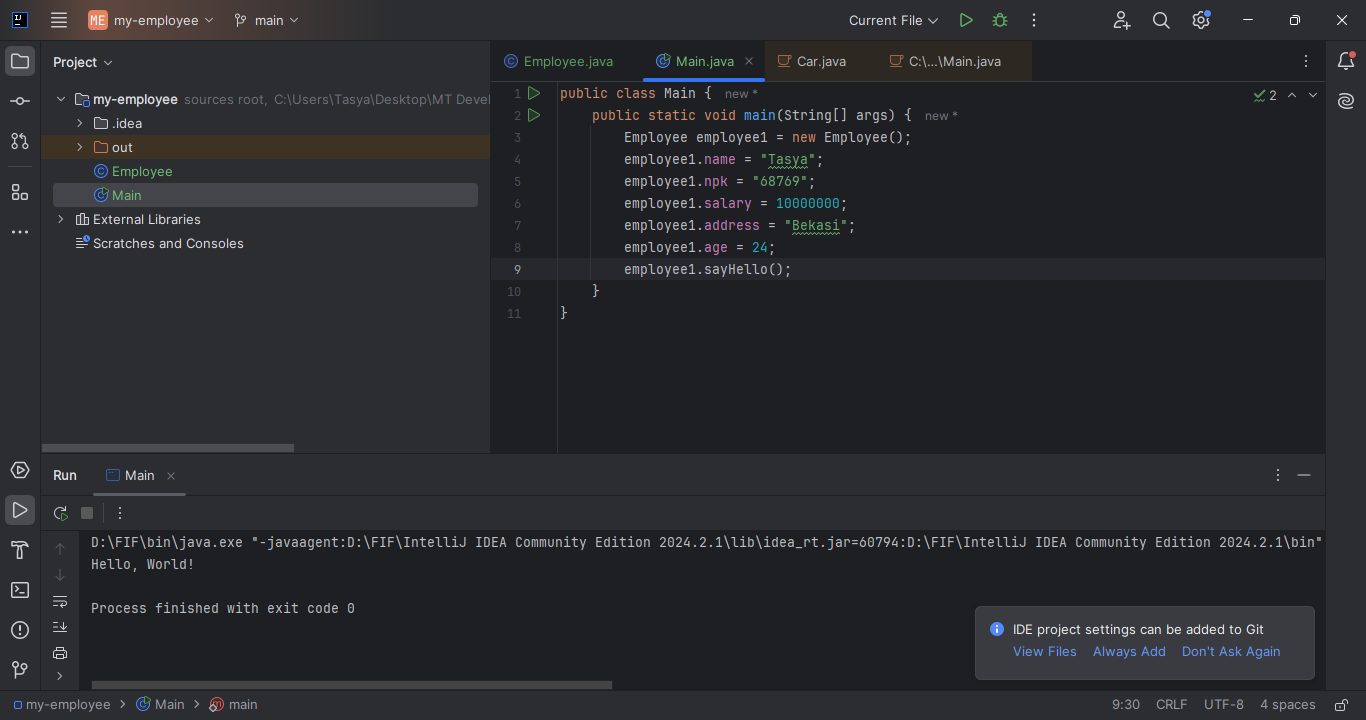 ME my-employee main Current File
Project
Employee.java Main.java Car.java C:\...\Main.java
my-employee sources root, C:\Users\Tasya\Desktop\MT Devel
.idea
out
Employee
Main
External Libraries
Scratches and Consoles
1 public class Main { new *
2 public static void main(String[] args) { new *
3 Employee employee1 = new Employee();
4 employee1.name = "Tasya";
5 employee1.npk = "68769";
6 employee1.salary = 10000000;
7 employee1.address = "Bekasi";
8 employee1.age = 24;
9 employee1.sayHello();
10 }
11 }
2
Run Main
D:\FIF\bin\java.exe "-javaagent:D:\FIF\IntelliJ IDEA Community Edition 2024.2.1\lib\idea_rt.jar=60794:D:\FIF\IntelliJ IDEA Community Edition 2024.2.1\bin"
Hello, World!
Process finished with exit code 0
IDE project settings can be added to Git
View Files Always Add Don't Ask Again
my-employee > Main > main 9:30 CRLF UTF-8 4 spaces